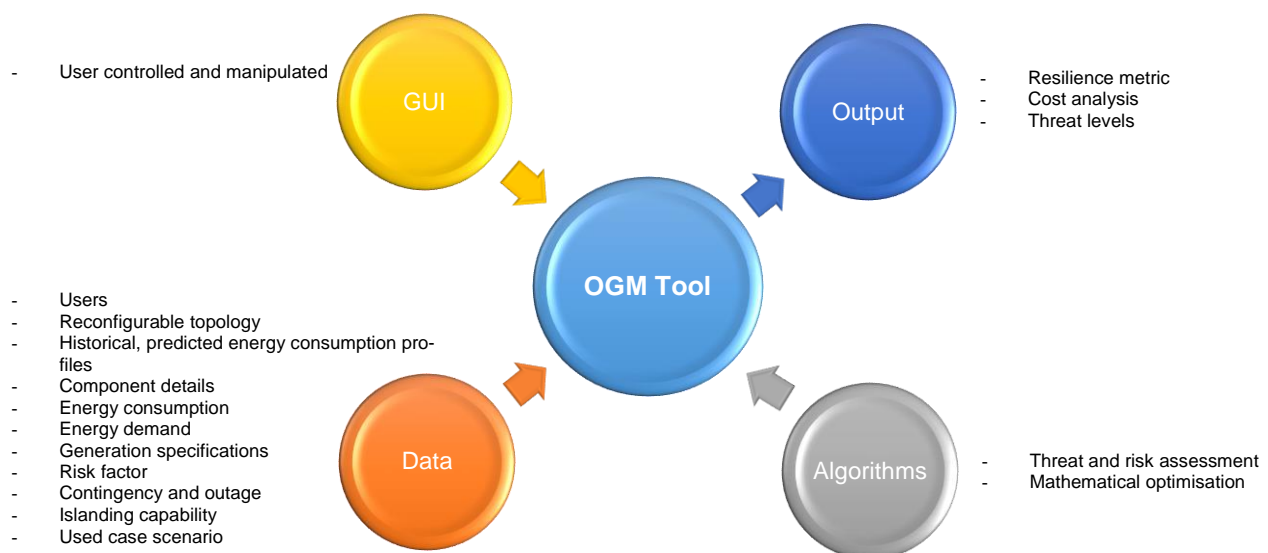 - User controlled and manipulated
GUI
Output
- Resilience metric
- Cost analysis
- Threat levels
OGM Tool
- Users
- Reconfigurable topology
- Historical, predicted energy consumption pro-
files
- Component details
- Energy consumption
- Energy demand
- Generation specifications
- Risk factor
- Contingency and outage
- Islanding capability
- Used case scenario
Data
Algorithms
- Threat and risk assessment
- Mathematical optimisation